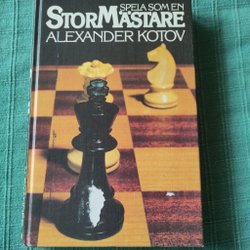 SPELA SOM EN
STORMÄSTARE
ALEXANDER KOTOV